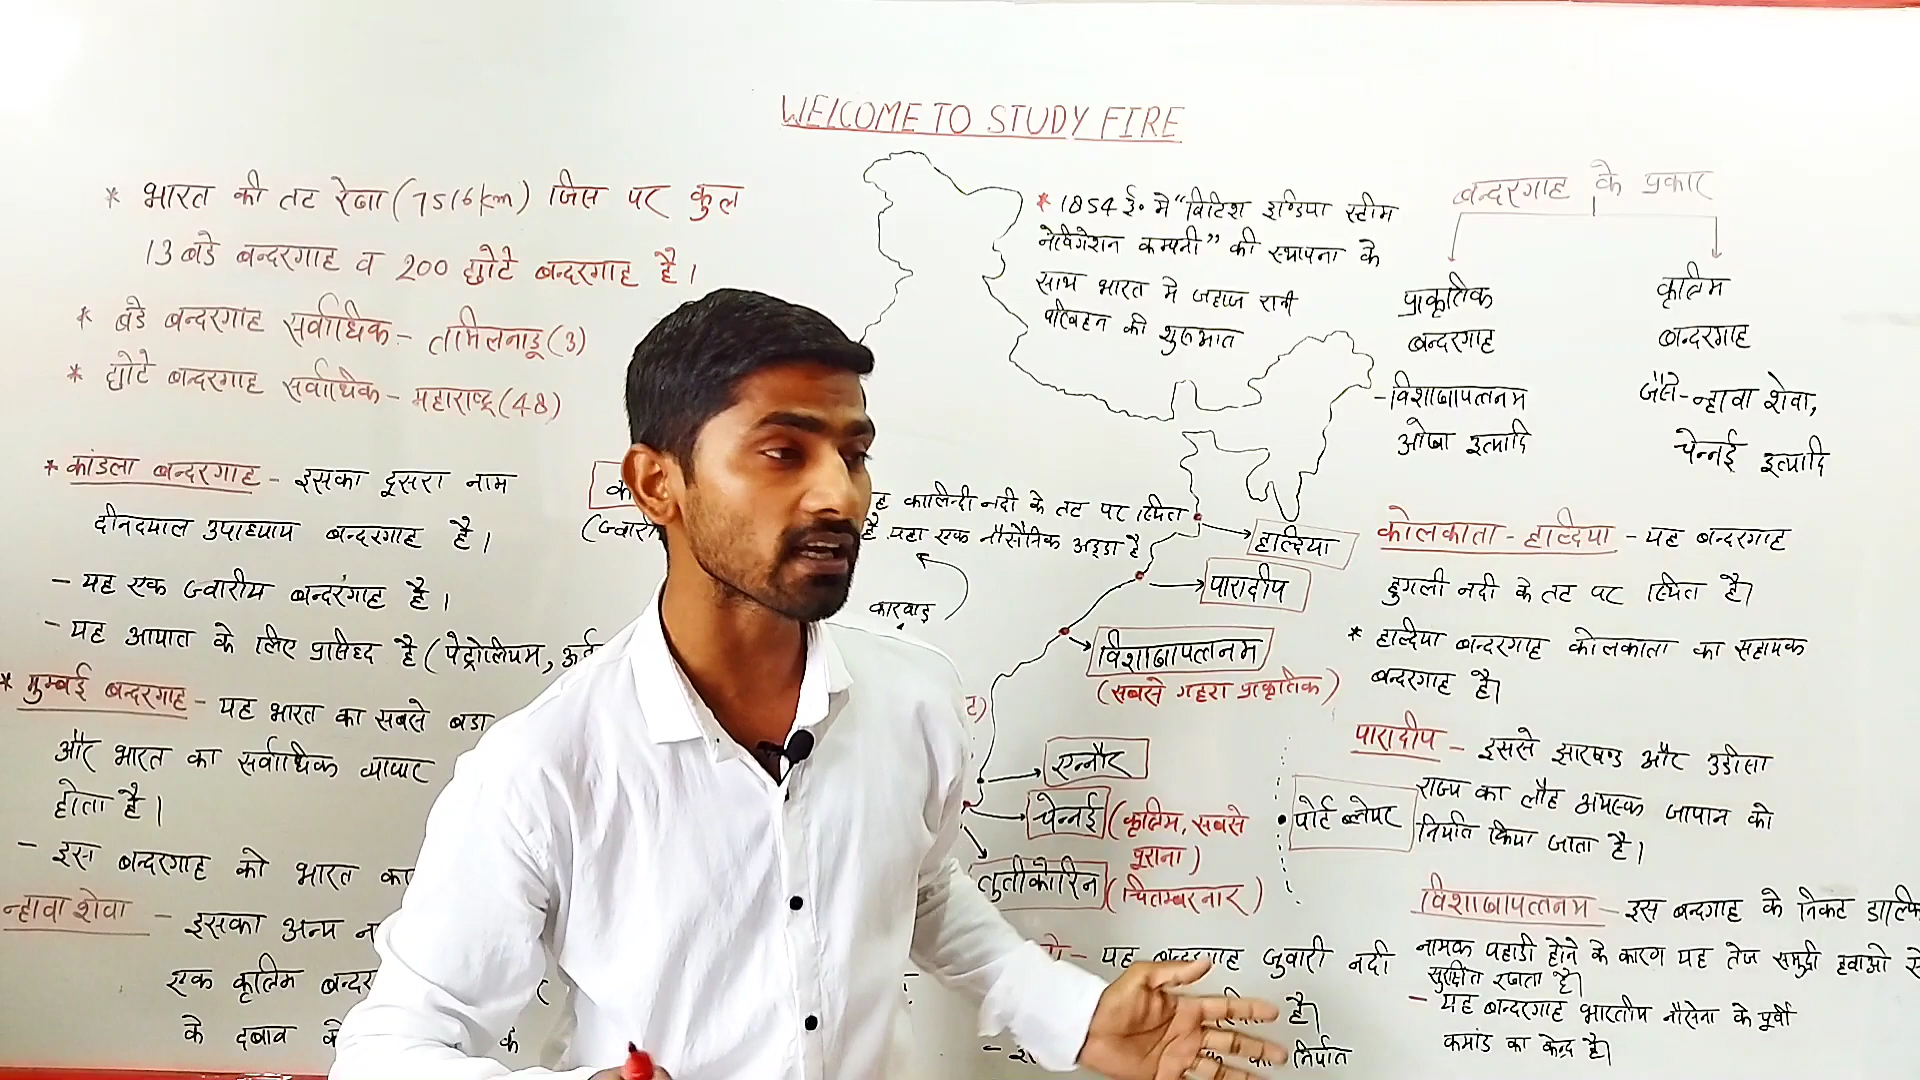 WELCOME TO STUDY FIRE
* भारत की तट रेखा (7516km) जिस पर कुल
13 बडे बन्दरगाह व 200 छोटे बन्दरगाह है।
* बडे बन्दरगाह सर्वाधिक - तमिलनाडू (3)
* छोटे बन्दरगाह सर्वाधिक - महाराष्ट्र (48)
* कांडला बन्दरगाह - इसका दूसरा नाम
दीनदयाल उपाध्याय बन्दरगाह है।
- यह एक ज्वारीय बन्दरंगाह है।
- यह आयात के लिए प्रसिध्द है (पेट्रोलियम,
* मुम्बई बन्दरगाह - यह भारत का सबसे बडा
और भारत का सर्वाधिक व्यापार
होता है।
- इस बन्दरगाह को भारत का
न्हावा शेवा - इसका अन्य
एक कृत्रिम
के दबाव
के
(ज्वारी
* 1854 ई. मे "ब्रिटिश इण्डिया स्टीम
नेविगेशन कम्पनी" की स्थापना के
साथ भारत मे जहाज रानी
परिवहन की शुरूआत
कालिन्दी नदी के तट पर स्थित
है यहा एक नौसैनिक अड्डा है
कारवाड़
हाल्दिया
पारादीप
विशाखापत्तनम
(सबसे गहरा प्राकृतिक)
एन्नौर
चेन्नई (कृत्रिम, सबसे
पुराना)
तुतीकोरिन (चिदम्बरनार)
पोर्ट ब्लेयर
- यह बन्दरगाह जुवारी नदी
है।
निर्यात
बन्दरगाह के प्रकार
प्राकृतिक
बन्दरगाह
- विशाखापत्तनम
ओखा इत्यादि
कृत्रिम
बन्दरगाह
जैसे - न्हावा शेवा,
चेन्नई इत्यादि
कोलकाता - हाल्दिया - यह बन्दरगाह
हुगली नदी के तट पर स्थित है।
* हाल्दिया बन्दरगाह कोलकाता का सहायक
बन्दरगाह है।
पारादीप - इससे झारखण्ड और उडीसा
राज्य का लौह अयस्क जापान को
निर्यात किया जाता है।
विशाखापत्तनम - इस बन्दगाह के निकट
नामक पहाडी होने के कारण यह तेज समुद्री हवाओ
सुरक्षित रखता है।
- यह बन्दरगाह भारतीय नौसेना के पूर्वी
कमांड का केन्द्र है।